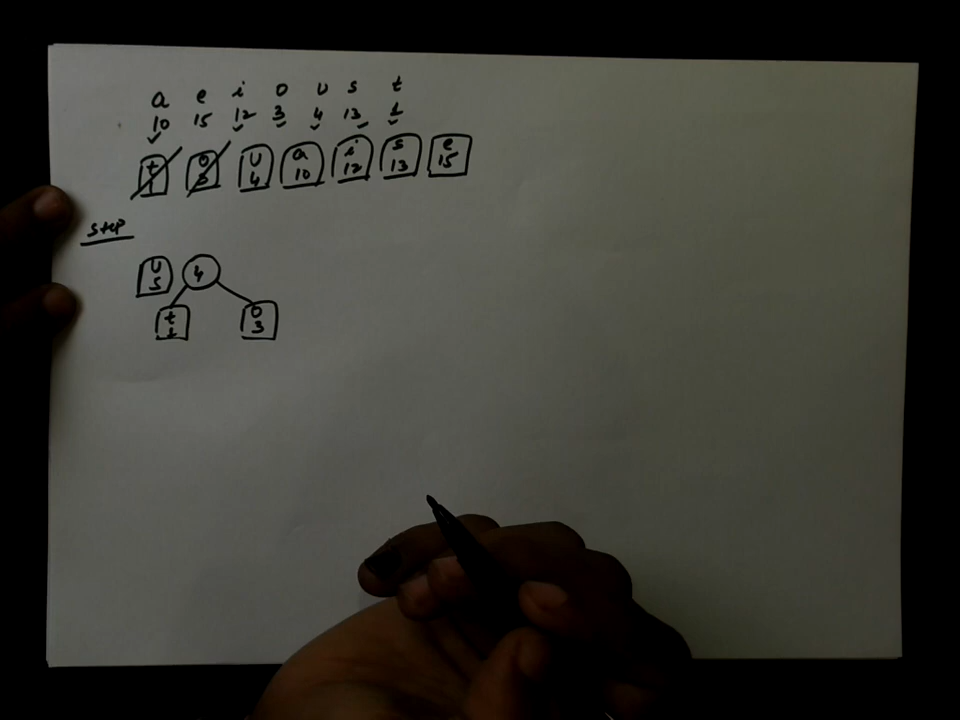 a e i o u s t
10 15 12 3 4 13 1
t o u a i s e
1 3 4 10 12 13 15
step
u 4
5
t o
1 3